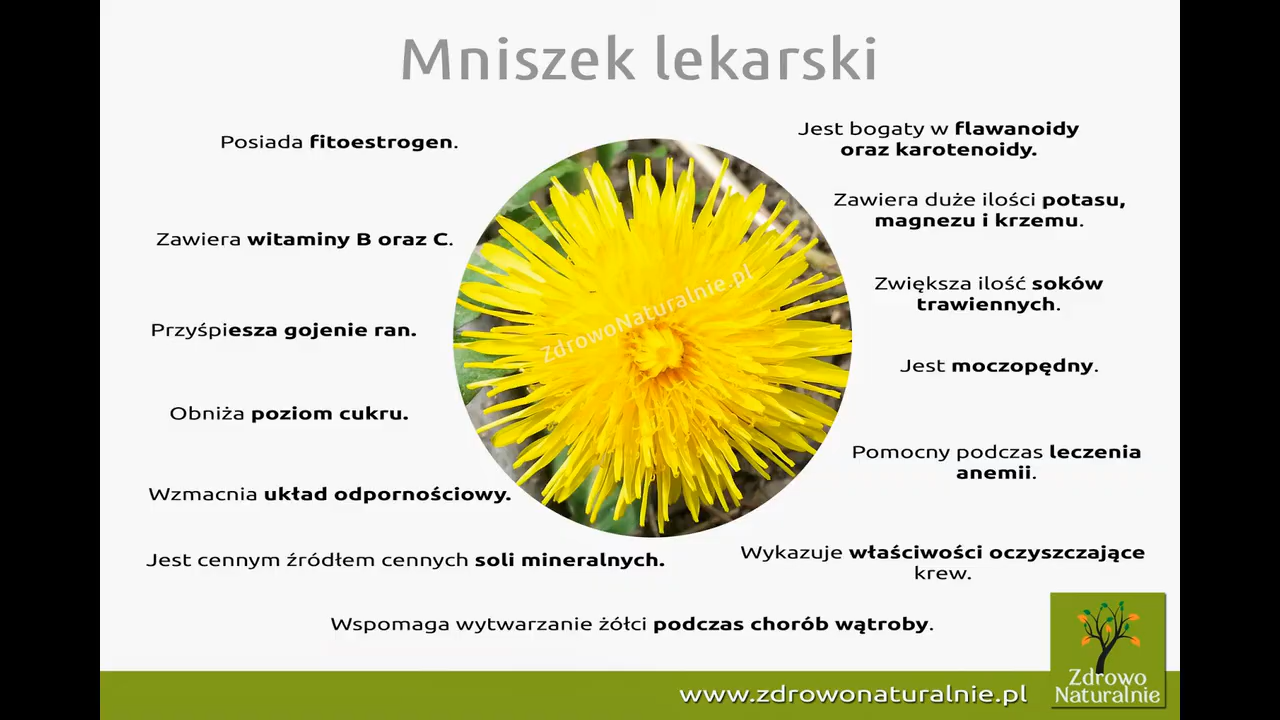 Mniszek lekarski
Posiada fitoestrogen.
Zawiera witaminy B oraz C.
Przyśpiesza gojenie ran.
Obniża poziom cukru.
Wzmacnia układ odpornościowy.
Jest cennym źródłem cennych soli mineralnych.
Jest bogaty w flawanoidy
oraz karotenoidy.
Zawiera duże ilości potasu,
magnezu i krzemu.
Zwiększa ilość soków
trawiennych.
Jest moczopędny.
Pomocny podczas leczenia
anemii.
Wykazuje właściwości oczyszczające
krew.
Wspomaga wytwarzanie żółci podczas chorób wątroby.
ZdrowoNaturalnie.pl
www.zdrowonaturalnie.pl
Zdrowo
Naturalnie